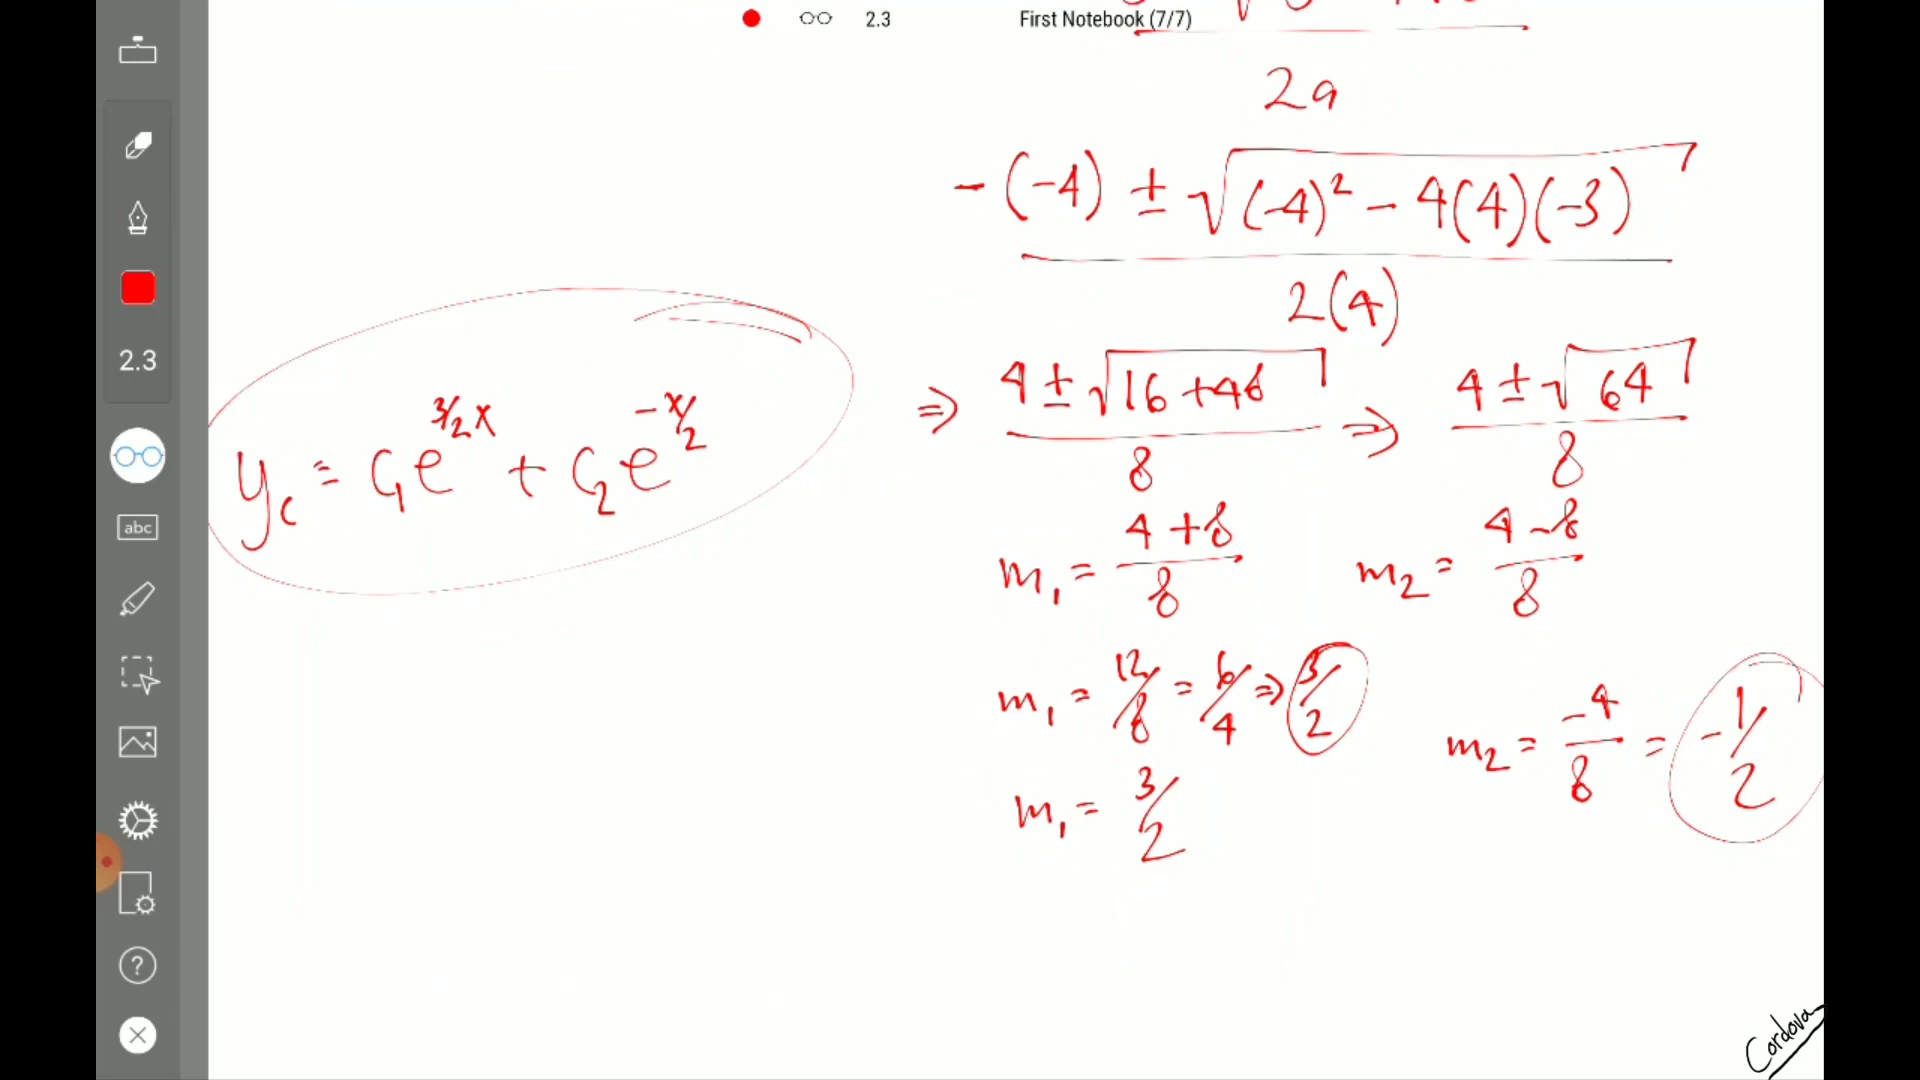 2.3 First Notebook (7/7)
2a
-(-4) ± √(-4)² - 4(4)(-3)
2(4)
2.3
⇒ 4 ± √16 + 48 ⇒ 4 ± √64
8 8
y_c = C₁e^(3/2 x) + C₂e^(-x/2)
abc
m₁ = 4 + 8 / 8 m₂ = 4 - 8 / 8
m₁ = 12/8 = 6/4 ⇒ 3/2
m₂ = -4/8 = -1/2
m₁ = 3/2
?
Cordova